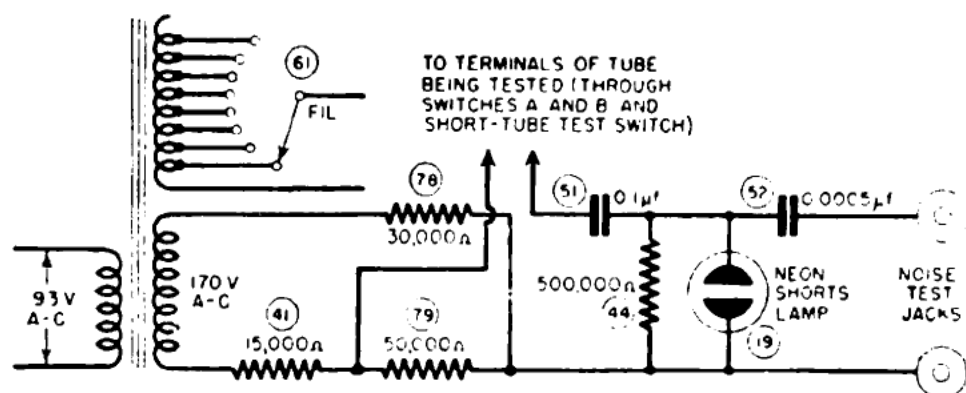 61
FIL
TO TERMINALS OF TUBE
BEING TESTED (THROUGH
SWITCHES A AND B AND
SHORT-TUBE TEST SWITCH)
78
30,000Ω
51
0.1μf
52
0.0005μf
93 V
A-C
170 V
A-C
41
15,000Ω
79
50,000Ω
500,000Ω
44
NEON
SHORTS
LAMP
19
NOISE
TEST
JACKS